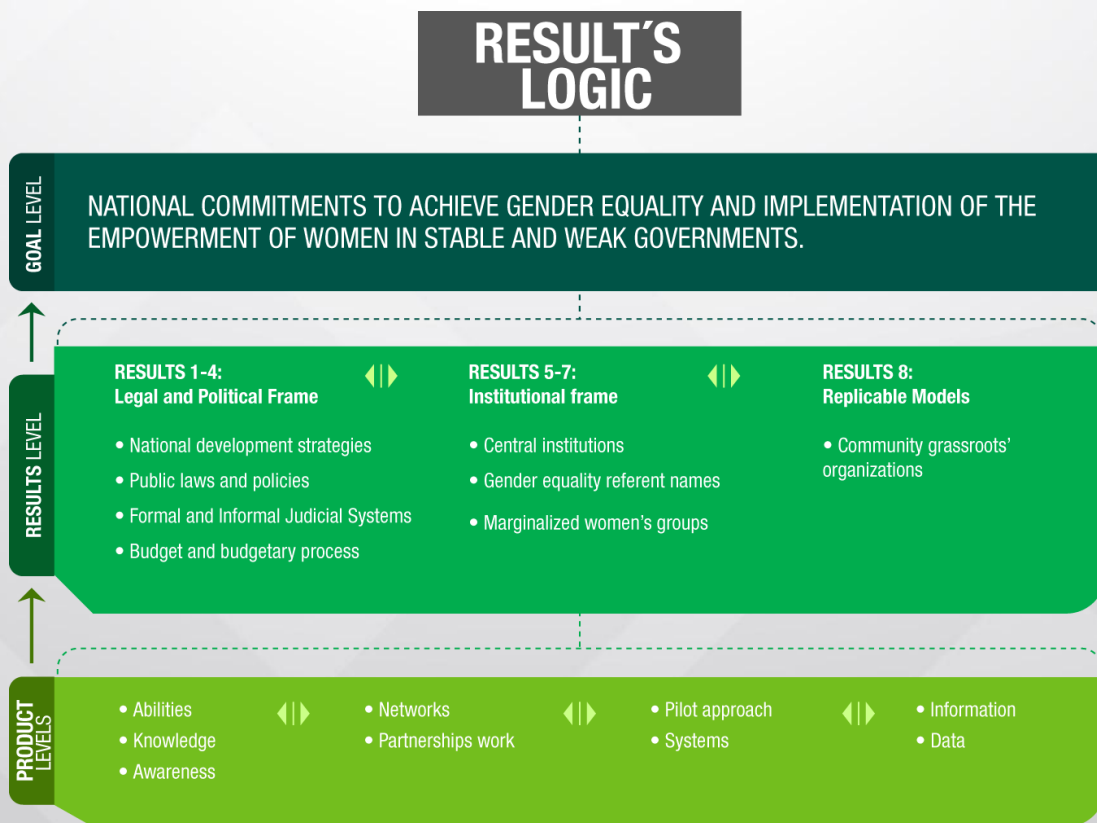 RESULT´S
LOGIC
GOAL LEVEL
NATIONAL COMMITMENTS TO ACHIEVE GENDER EQUALITY AND IMPLEMENTATION OF THE
EMPOWERMENT OF WOMEN IN STABLE AND WEAK GOVERNMENTS.
RESULTS LEVEL
RESULTS 1-4:
Legal and Political Frame
• National development strategies
• Public laws and policies
• Formal and Informal Judicial Systems
• Budget and budgetary process
RESULTS 5-7:
Institutional frame
• Central institutions
• Gender equality referent names
• Marginalized women’s groups
RESULTS 8:
Replicable Models
• Community grassroots’
organizations
PRODUCT
LEVELS
• Abilities
• Knowledge
• Awareness
• Networks
• Partnerships work
• Pilot approach
• Systems
• Information
• Data